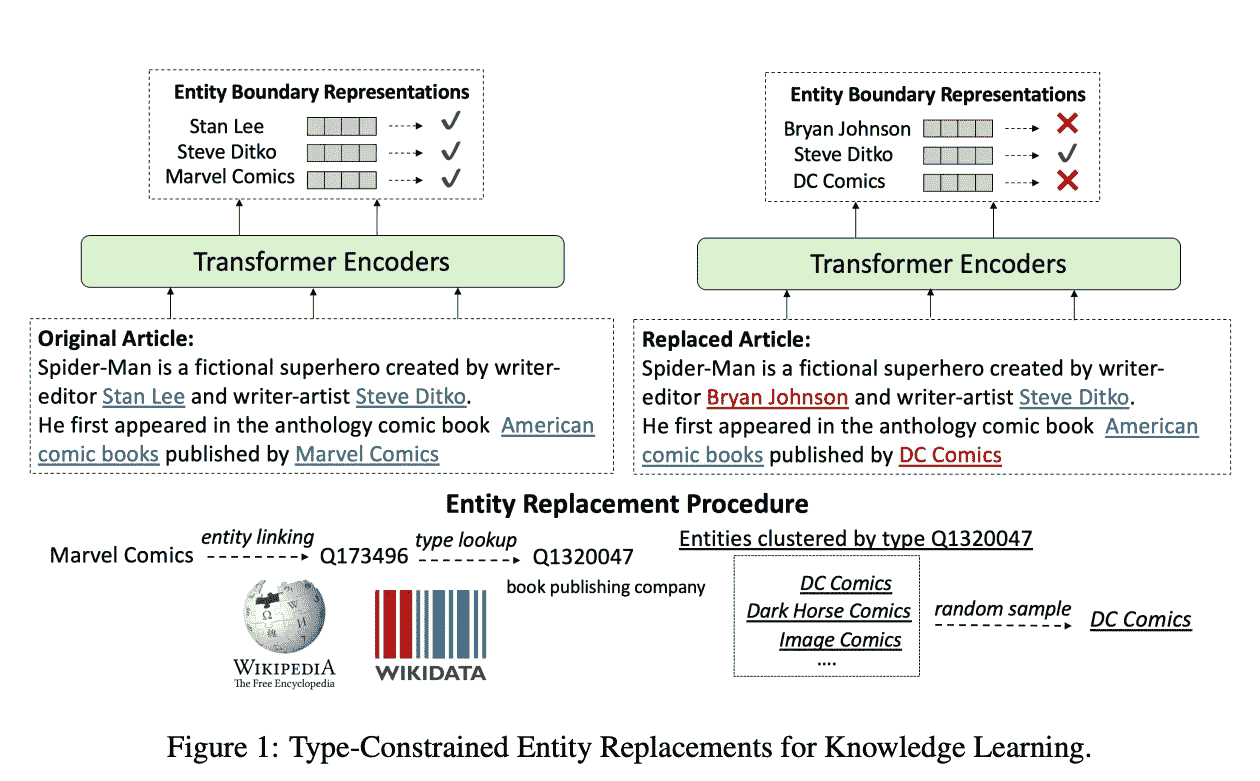 Entity Boundary Representations
Stan Lee
Steve Ditko
Marvel Comics
Transformer Encoders
Original Article:
Spider-Man is a fictional superhero created by writer-
editor Stan Lee and writer-artist Steve Ditko.
He first appeared in the anthology comic book American
comic books published by Marvel Comics
Entity Boundary Representations
Bryan Johnson
Steve Ditko
DC Comics
Transformer Encoders
Replaced Article:
Spider-Man is a fictional superhero created by writer-
editor Bryan Johnson and writer-artist Steve Ditko.
He first appeared in the anthology comic book American
comic books published by DC Comics
Entity Replacement Procedure
Marvel Comics entity linking Q173496 type lookup Q1320047
book publishing company
WIKIPEDIA
The Free Encyclopedia
WIKIDATA
Entities clustered by type Q1320047
DC Comics
Dark Horse Comics
Image Comics
....
random sample
DC Comics
Figure 1: Type-Constrained Entity Replacements for Knowledge Learning.